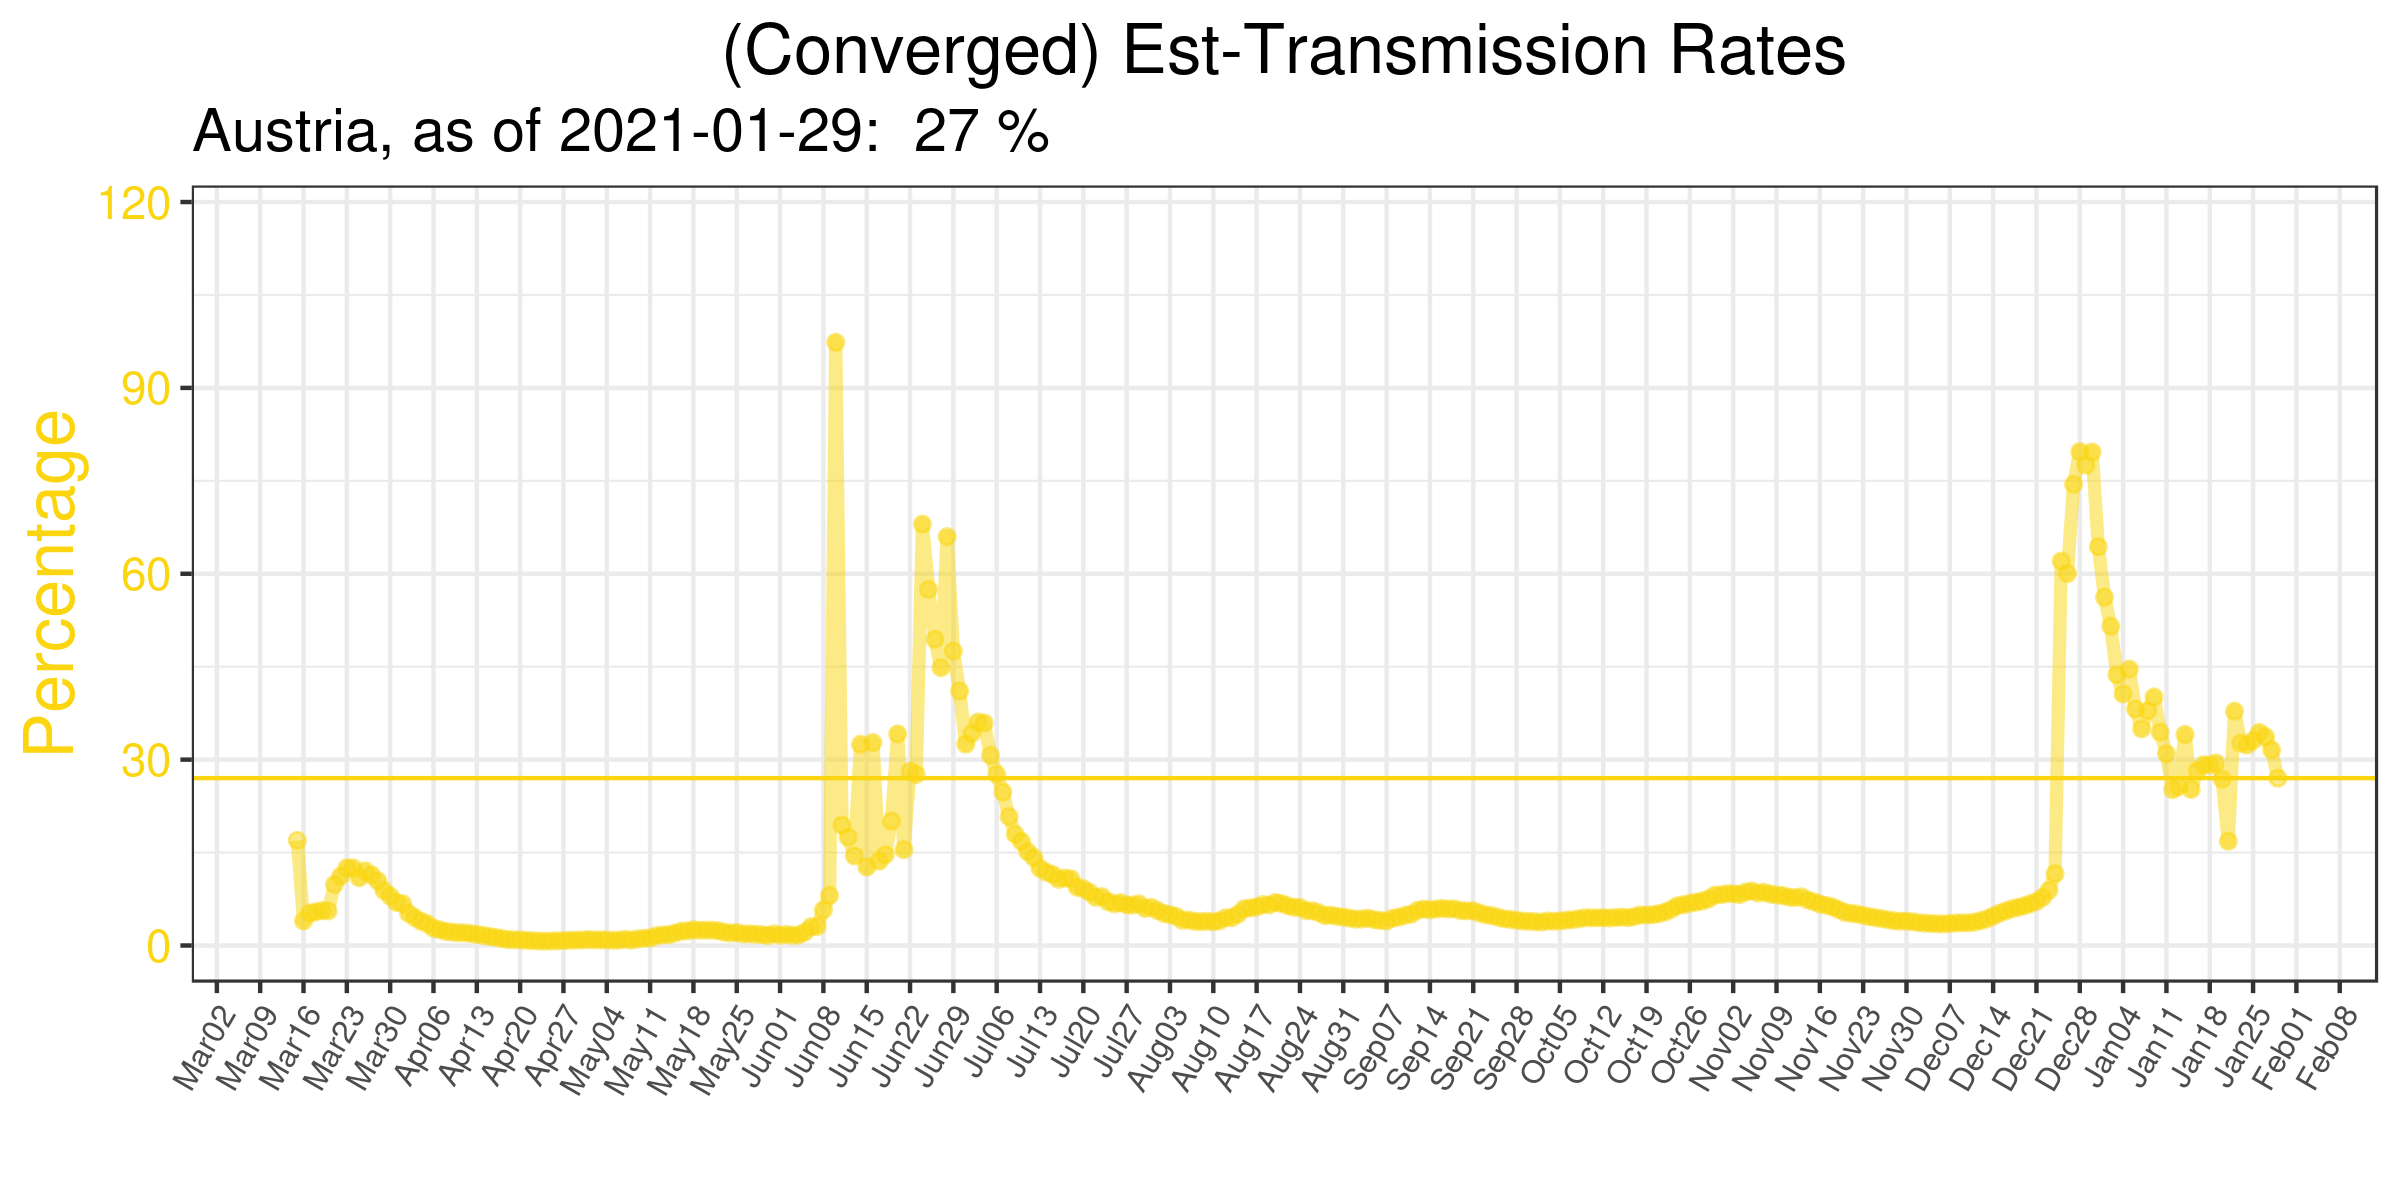 (Converged) Est-Transmission Rates
Austria, as of 2021-01-29:  27 %
Percentage
120
90
60
30
0
Mar02
Mar09
Mar16
Mar23
Mar30
Apr06
Apr13
Apr20
Apr27
May04
May11
May18
May25
Jun01
Jun08
Jun15
Jun22
Jun29
Jul06
Jul13
Jul20
Jul27
Aug03
Aug10
Aug17
Aug24
Aug31
Sep07
Sep14
Sep21
Sep28
Oct05
Oct12
Oct19
Oct26
Nov02
Nov09
Nov16
Nov23
Nov30
Dec07
Dec14
Dec21
Dec28
Jan04
Jan11
Jan18
Jan25
Feb01
Feb08